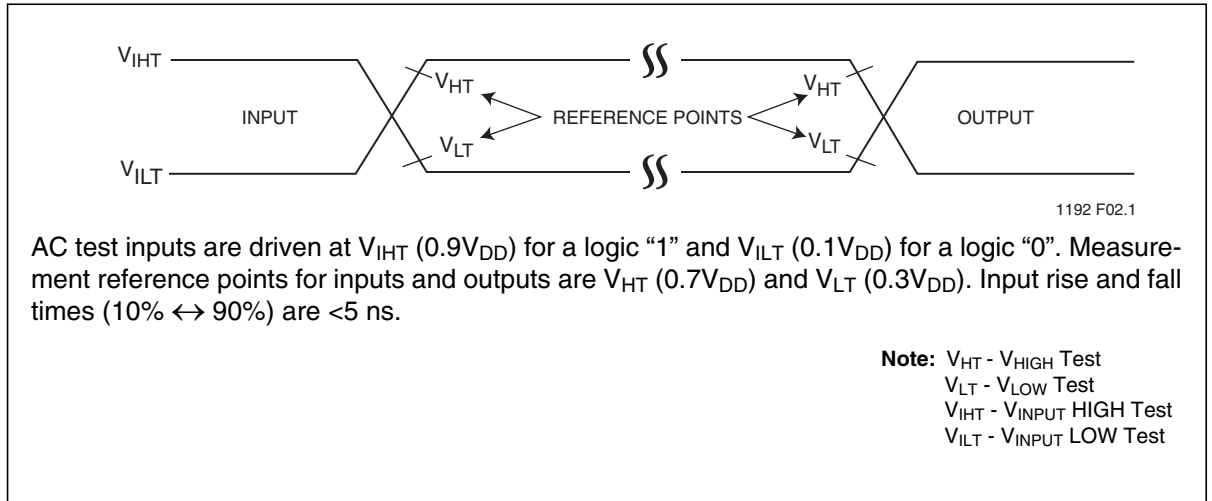 VIHT
VHT
VHT
INPUT
REFERENCE POINTS
OUTPUT
VLT
VLT
VILT
1192 F02.1
AC test inputs are driven at VIHT (0.9VDD) for a logic “1” and VILT (0.1VDD) for a logic “0”. Measure-
ment reference points for inputs and outputs are VHT (0.7VDD) and VLT (0.3VDD). Input rise and fall
times (10% ↔ 90%) are <5 ns.
Note: VHT - VHIGH Test
VLT - VLOW Test
VIHT - VINPUT HIGH Test
VILT - VINPUT LOW Test